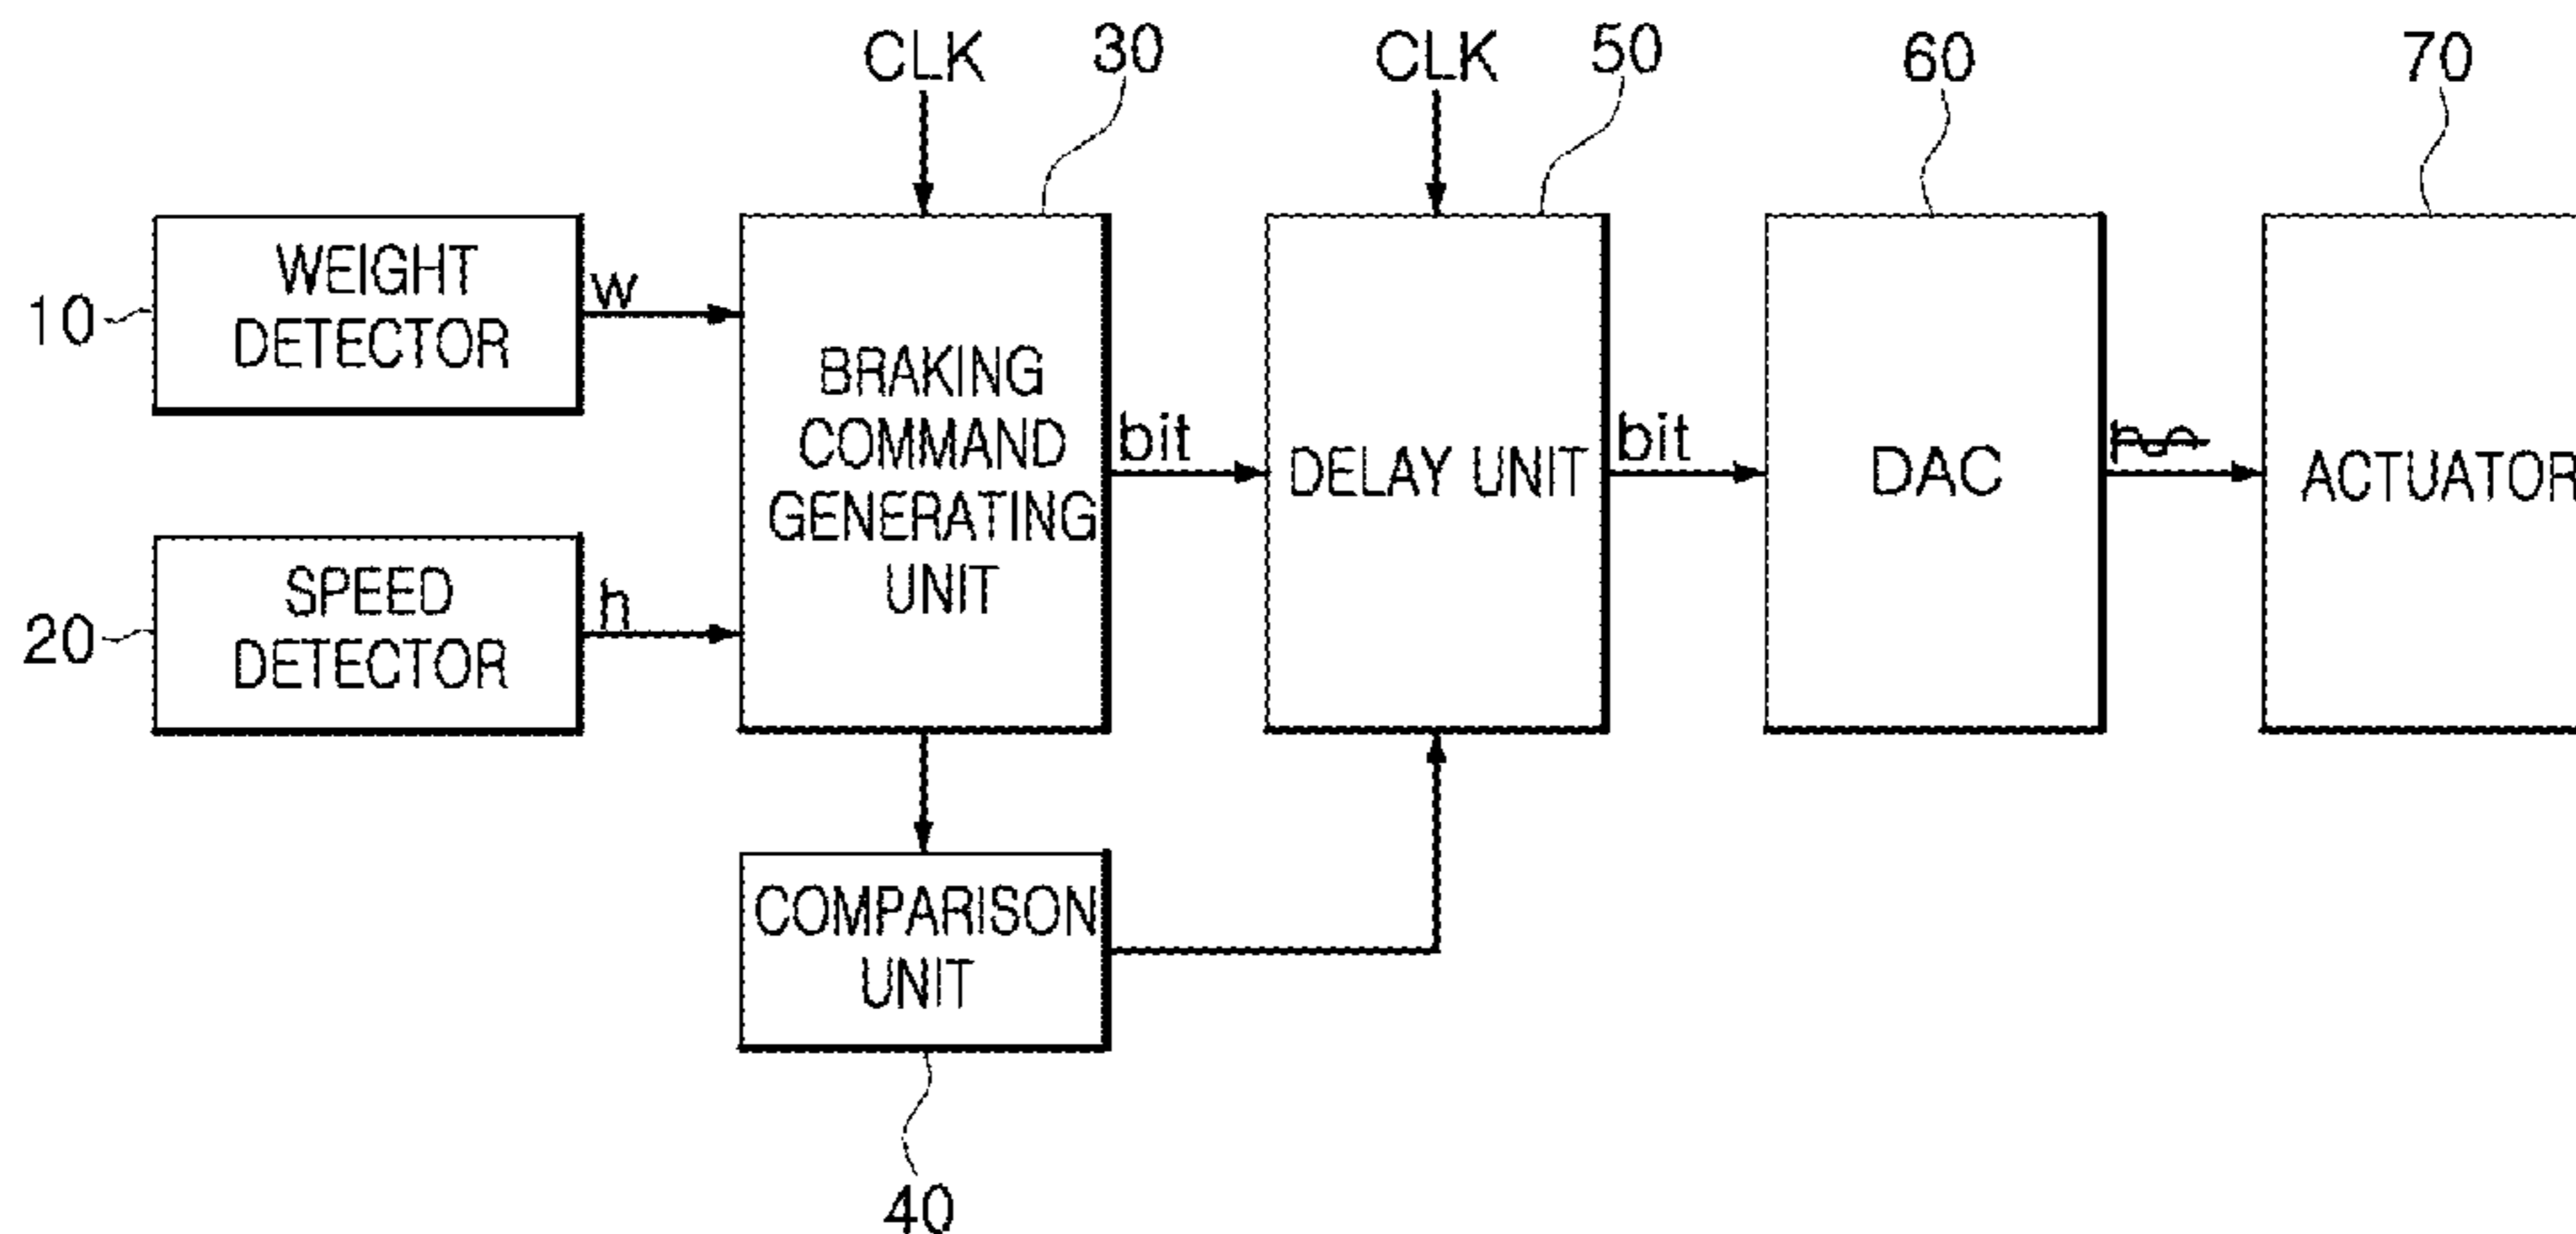 CLK
30
CLK
50
60
70
WEIGHT
DETECTOR
w
10
SPEED
DETECTOR
h
20
BRAKING
COMMAND
GENERATING
UNIT
bit
DELAY UNIT
bit
DAC
ACTUATOR
COMPARISON
UNIT
40